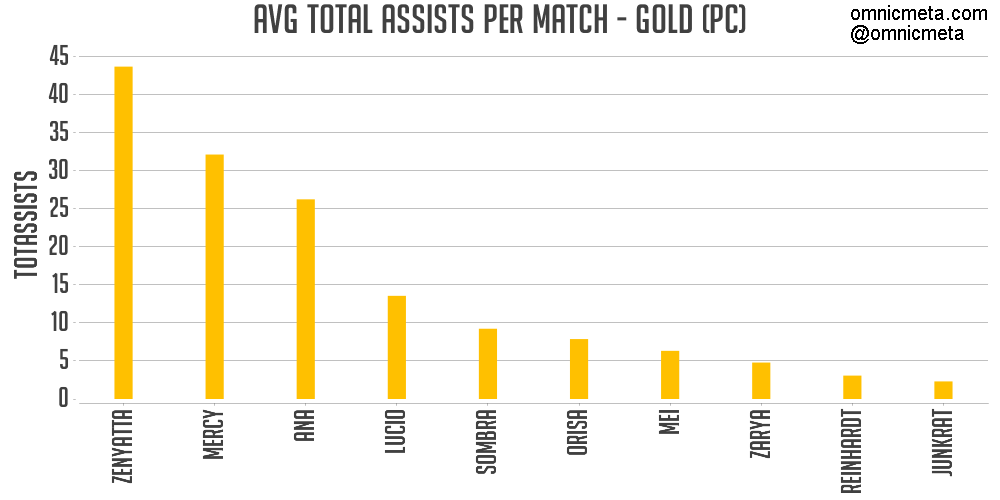 AVG TOTAL ASSISTS PER MATCH - GOLD (PC)
omnicmeta.com
@omnicmeta
TOTASSISTS
45
40
35
30
25
20
15
10
5
0
ZENYATTA
MERCY
ANA
LUCIO
SOMBRA
ORISA
MEI
ZARYA
REINHARDT
JUNKRAT